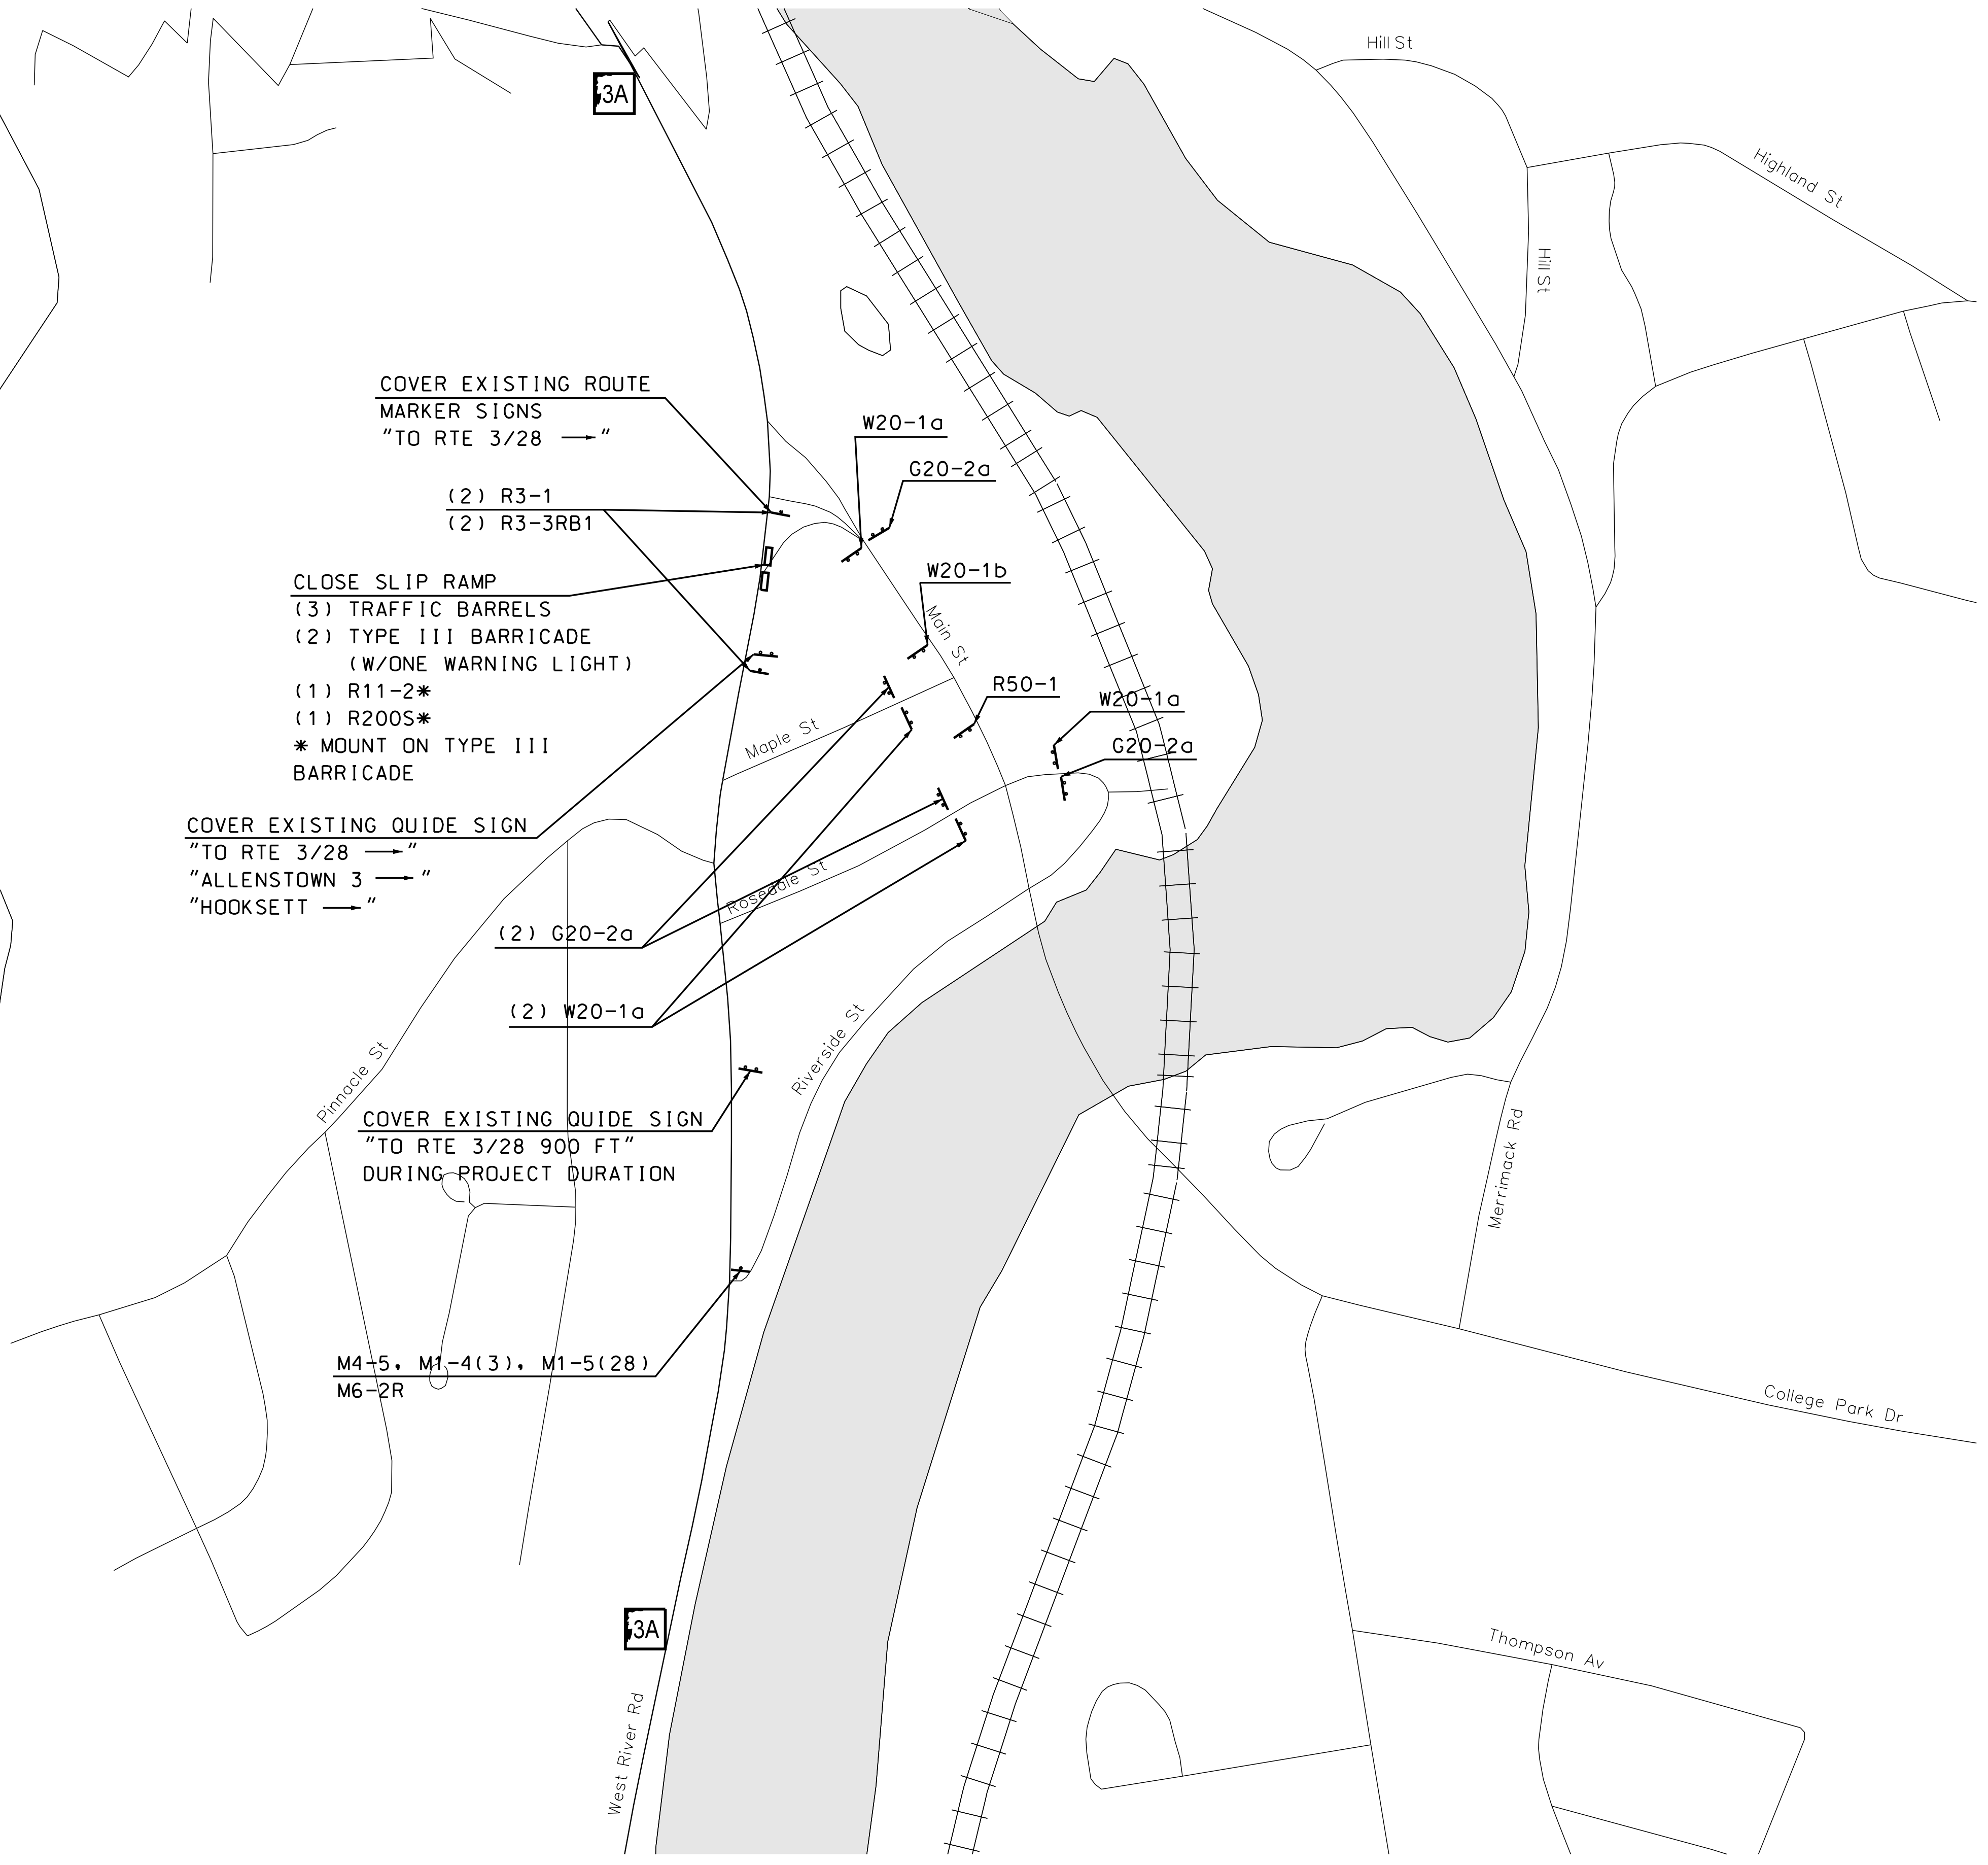 Hill St
3A
Highland St
Hill St
COVER EXISTING ROUTE
MARKER SIGNS
"TO RTE 3/28 → "
W20-1a
G20-2a
(2) R3-1
(2) R3-3RB1
W20-1b
CLOSE SLIP RAMP
(3) TRAFFIC BARRELS
(2) TYPE III BARRICADE
(W/ONE WARNING LIGHT)
(1) R11-2*
(1) R200S*
* MOUNT ON TYPE III
BARRICADE
Main St
R50-1
W20-1a
G20-2a
Maple St
COVER EXISTING QUIDE SIGN
"TO RTE 3/28 → "
"ALLENSTOWN 3 → "
"HOOKSETT → "
Rosedale St
(2) G20-2a
(2) W20-1a
Riverside St
Pinnacle St
COVER EXISTING QUIDE SIGN
"TO RTE 3/28 900 FT"
DURING PROJECT DURATION
Merrimack Rd
M4-5, M1-4(3), M1-5(28)
M6-2R
College Park Dr
3A
Thompson Av
West River Rd